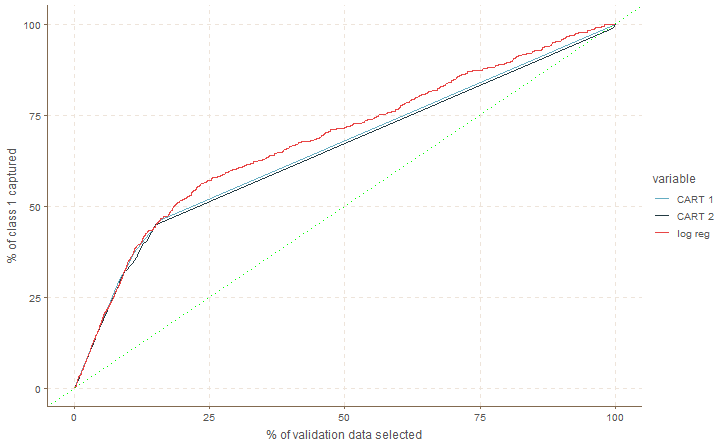 100
75
50
25
0
% of class 1 captured
0 25 50 75 100
% of validation data selected
variable
CART 1
CART 2
log reg